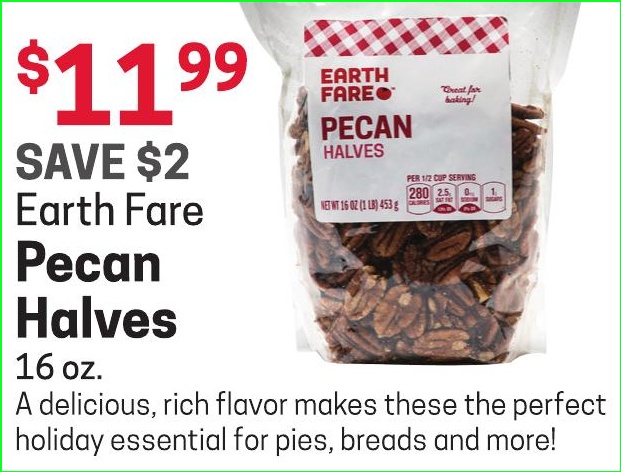 $11.99
SAVE $2
Earth Fare
Pecan
Halves
16 oz.
A delicious, rich flavor makes these the perfect
holiday essential for pies, breads and more!
EARTH
FARE
Great for
baking!
PECAN
HALVES
PER 1/2 CUP SERVING
280
CALORIES
2.5g
SAT FAT
0mg
SODIUM
1g
SUGARS
NET WT 16 OZ (1 LB) 453 g